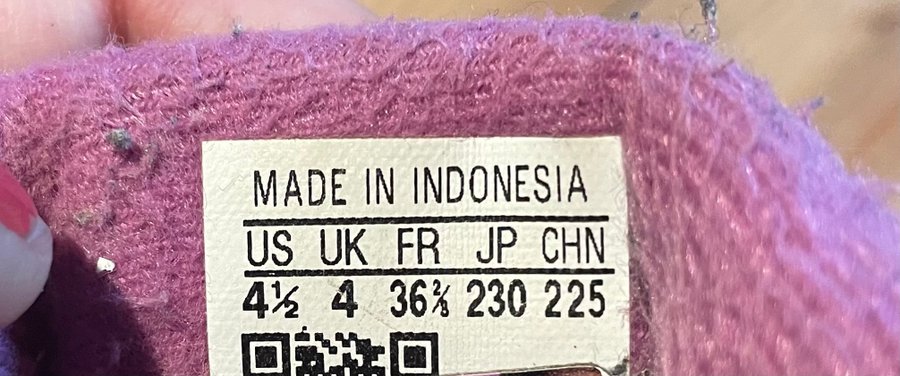 MADE IN INDONESIA
US UK FR JP CHN
4½ 4 36⅔ 230 225